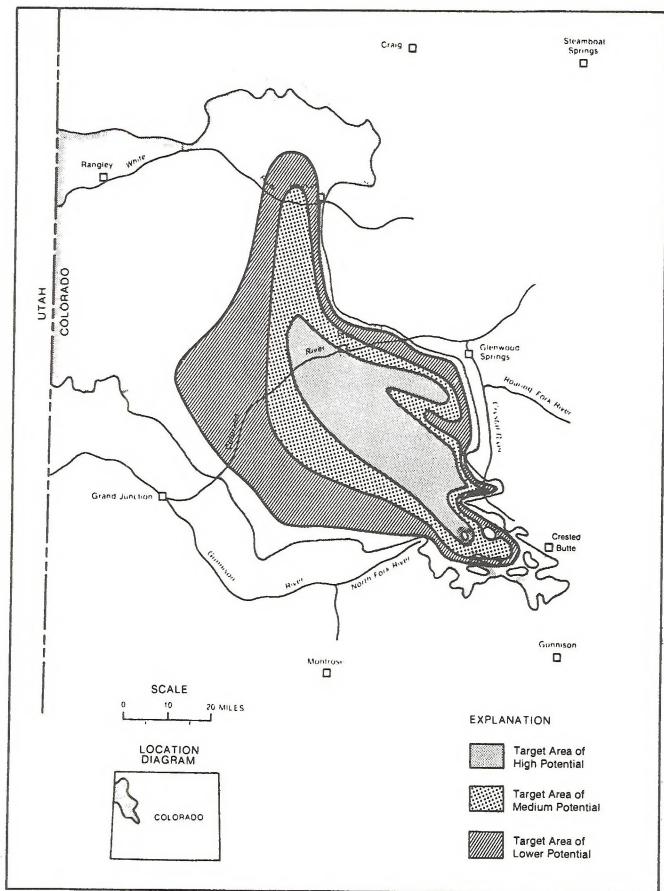 Craig
Steamboat
Springs
Rangley
White
River
UTAH
COLORADO
River
Glenwood
Springs
Roaring Fork River
Crystal River
Colorado
Grand Junction
Gunnison
River
North Fork River
Crested
Butte
Montrose
Gunnison
SCALE
0 10 20 MILES
LOCATION
DIAGRAM
COLORADO
EXPLANATION
Target Area of
High Potential
Target Area of
Medium Potential
Target Area of
Lower Potential